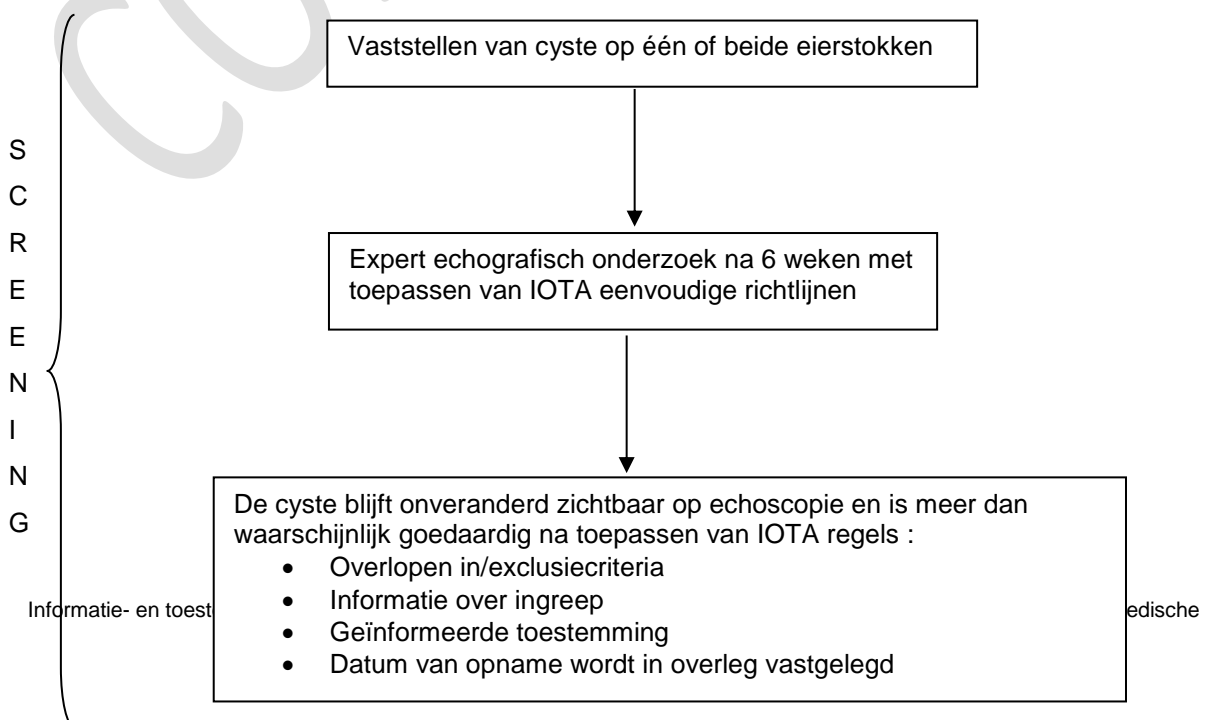 Vaststellen van cyste op één of beide eierstokken
S
C
R
E
E
N
I
N
G
Expert echografisch onderzoek na 6 weken met
toepassen van IOTA eenvoudige richtlijnen
De cyste blijft onveranderd zichtbaar op echoscopie en is meer dan
waarschijnlijk goedaardig na toepassen van IOTA regels :
• Overlopen in/exclusiecriteria
• Informatie over ingreep
• Geïnformeerde toestemming
• Datum van opname wordt in overleg vastgelegd
Informatie- en